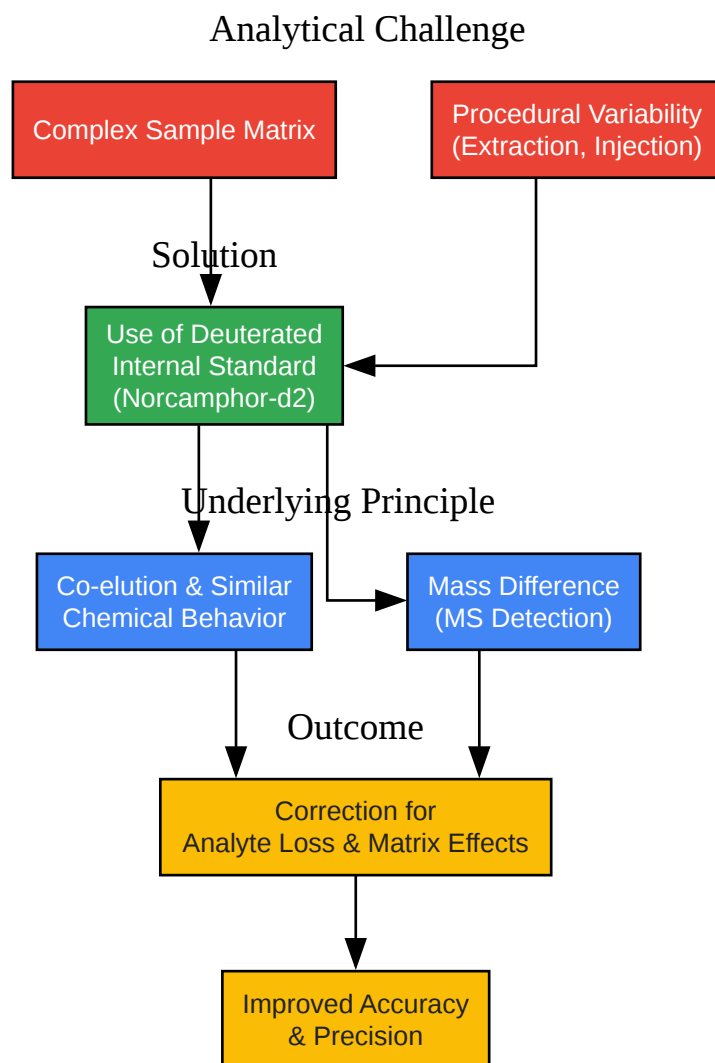 Analytical Challenge
Complex Sample Matrix
Procedural Variability
(Extraction, Injection)
Solution
Use of Deuterated
Internal Standard
(Norcamphor-d2)
Underlying Principle
Co-elution & Similar
Chemical Behavior
Mass Difference
(MS Detection)
Outcome
Correction for
Analyte Loss & Matrix Effects
Improved Accuracy
& Precision